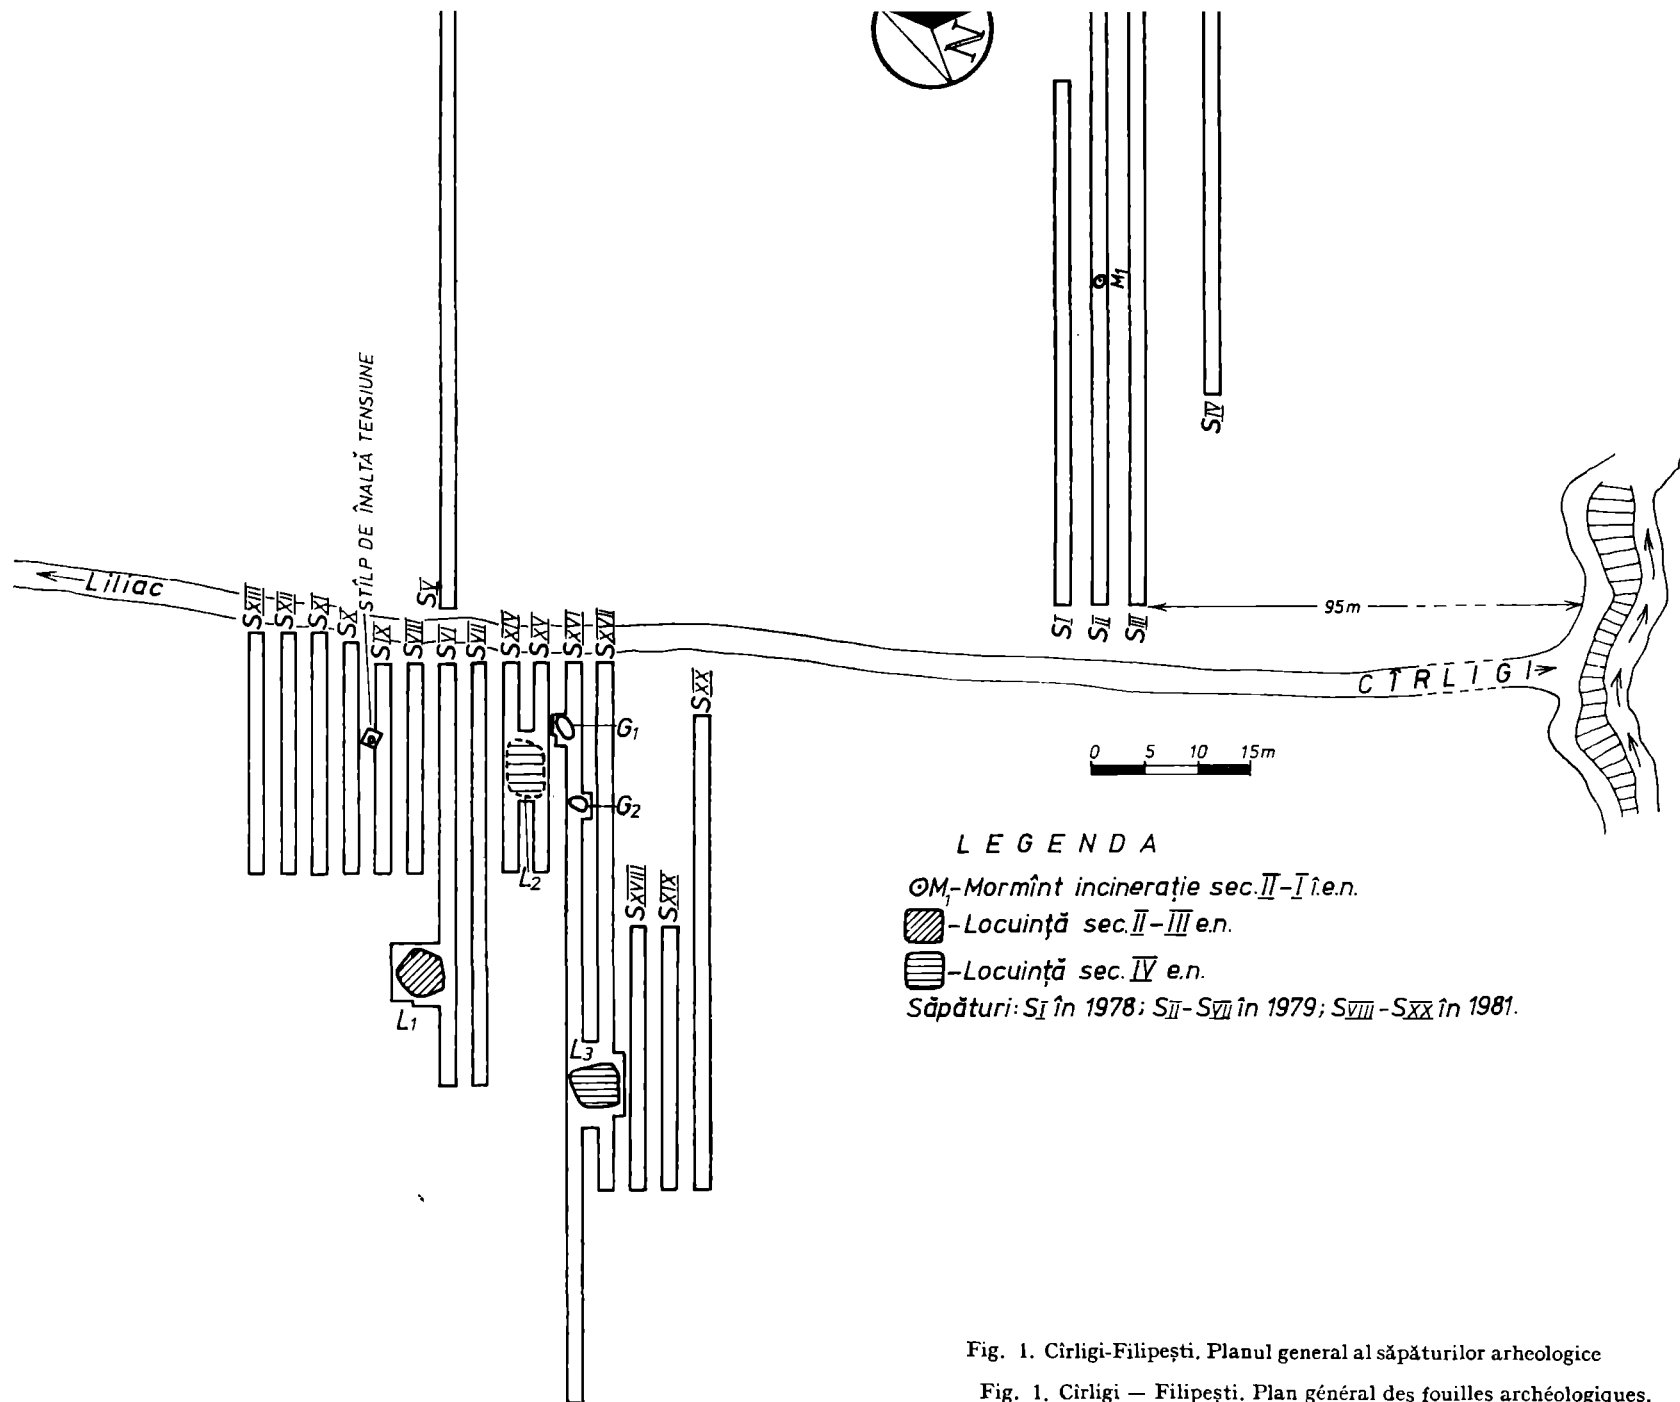 N
M1
SI
SII
SIII
SIV
STÎLP DE ÎNALTĂ TENSIUNE
Liliac
SV
SXIII
SXII
SXI
SX
SIX
SVIII
SVI
SVII
SXIV
SXV
SXVI
SXVII
SXX
95m
CÎRLIGI
G1
G2
L2
SXVIII
SXIX
L1
L3
0 5 10 15m
LEGENDA
M1-Mormînt incinerație sec.II-I î.e.n.
-Locuință sec.II-III e.n.
-Locuință sec.IV e.n.
Săpături: SI în 1978; SII-SVII în 1979; SVIII-SXX în 1981.
Fig. 1. Cîrligi-Filipești. Planul general al săpăturilor arheologice
Fig. 1. Cîrligi — Filipești. Plan général des fouilles archéologiques.